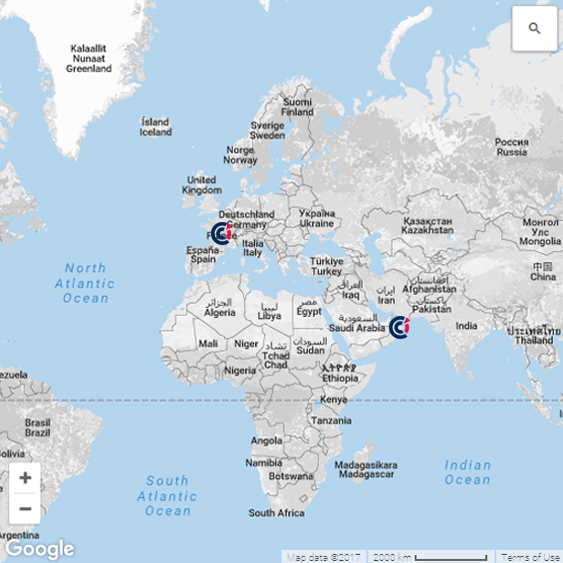 Kalaallit
Nunaat
Greenland
Ísland
Iceland
Suomi
Finland
Sverige
Sweden
Norge
Norway
Россия
Russia
United
Kingdom
Deutschland
Germany
Україна
Ukraine
Қазақстан
Kazakhstan
Монгол
Улс
Mongolia
España
Spain
Italia
Italy
Türkiye
Turkey
中国
China
افغانستان
Afghanistan
العراق
Iraq
ایران
Iran
پاکستان
Pakistan
North
Atlantic
Ocean
الجزائر
Algeria
ليبيا
Libya
مصر
Egypt
السعودية
Saudi Arabia
India
ประเทศไทย
Thailand
Mali
Niger
تشاد
Tchad
Chad
السودان
Sudan
Nigeria
ኢትዮጵያ
Ethiopia
Kenya
Tanzania
Brasil
Brazil
Angola
Namibia
Botswana
Madagasikara
Madagascar
South
Atlantic
Ocean
Indian
Ocean
South Africa
+
−
Google
Map data ©2017
2000 km
Terms of Use